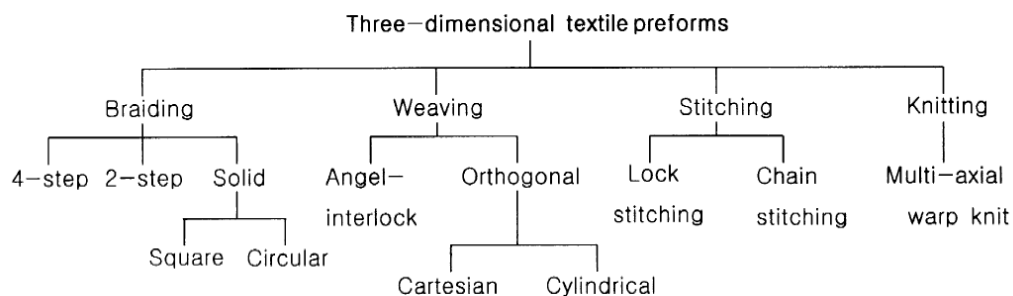 Three-dimensional textile preforms
Braiding
Weaving
Stitching
Knitting
4-step
2-step
Solid
Angel-
interlock
Orthogonal
Lock
stitching
Chain
stitching
Multi-axial
warp knit
Square
Circular
Cartesian
Cylindrical